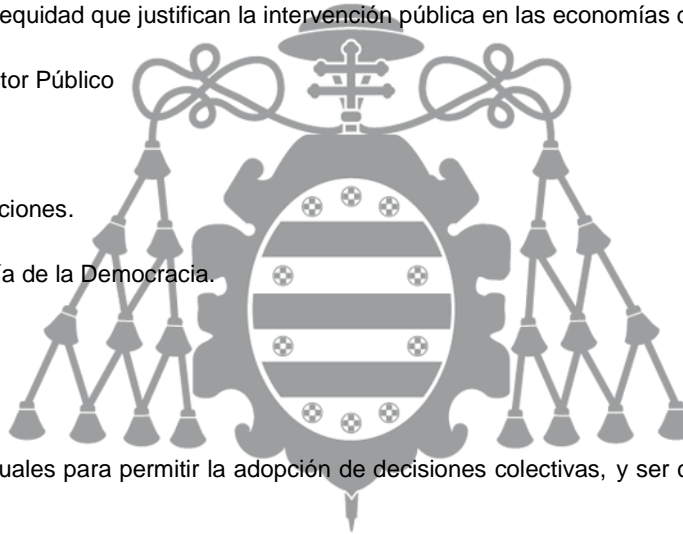 equidad que justifican la intervención pública en las economías
tor Público
ciones.
ía de la Democracia.
uales para permitir la adopción de decisiones colectivas, y ser